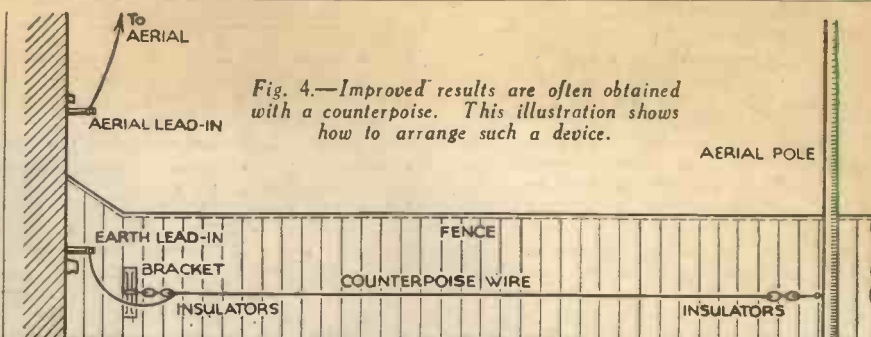 To
AERIAL
Fig. 4.—Improved results are often obtained
with a counterpoise. This illustration shows
how to arrange such a device.
AERIAL LEAD-IN
AERIAL POLE
EARTH LEAD-IN
FENCE
BRACKET
COUNTERPOISE WIRE
INSULATORS
INSULATORS